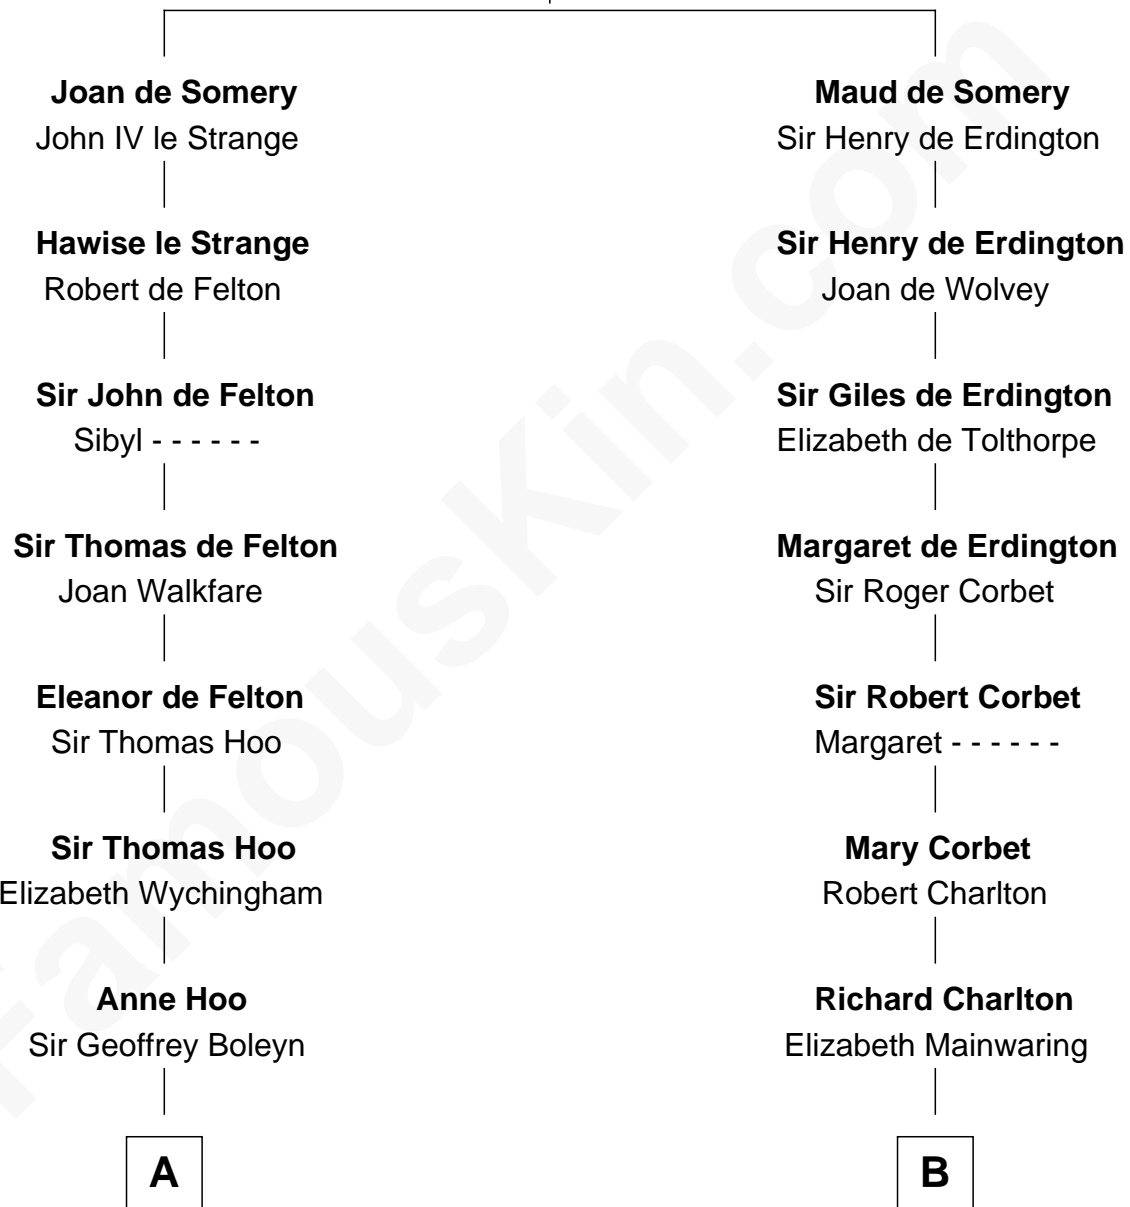 Joan de Somery
John IV le Strange
Hawise le Strange
Robert de Felton
Sir John de Felton
Sibyl - - - - - -
Sir Thomas de Felton
Joan Walkfare
Eleanor de Felton
Sir Thomas Hoo
Sir Thomas Hoo
Elizabeth Wychingham
Anne Hoo
Sir Geoffrey Boleyn
A
Maud de Somery
Sir Henry de Erdington
Sir Henry de Erdington
Joan de Wolvey
Sir Giles de Erdington
Elizabeth de Tolthorpe
Margaret de Erdington
Sir Roger Corbet
Sir Robert Corbet
Margaret - - - - - -
Mary Corbet
Robert Charlton
Richard Charlton
Elizabeth Mainwaring
B
FamousKin.com